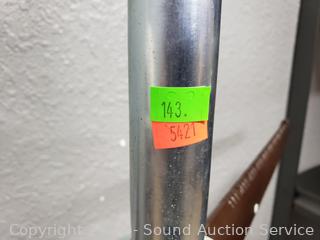 143.
5421
Copyright
- Sound Auction Service